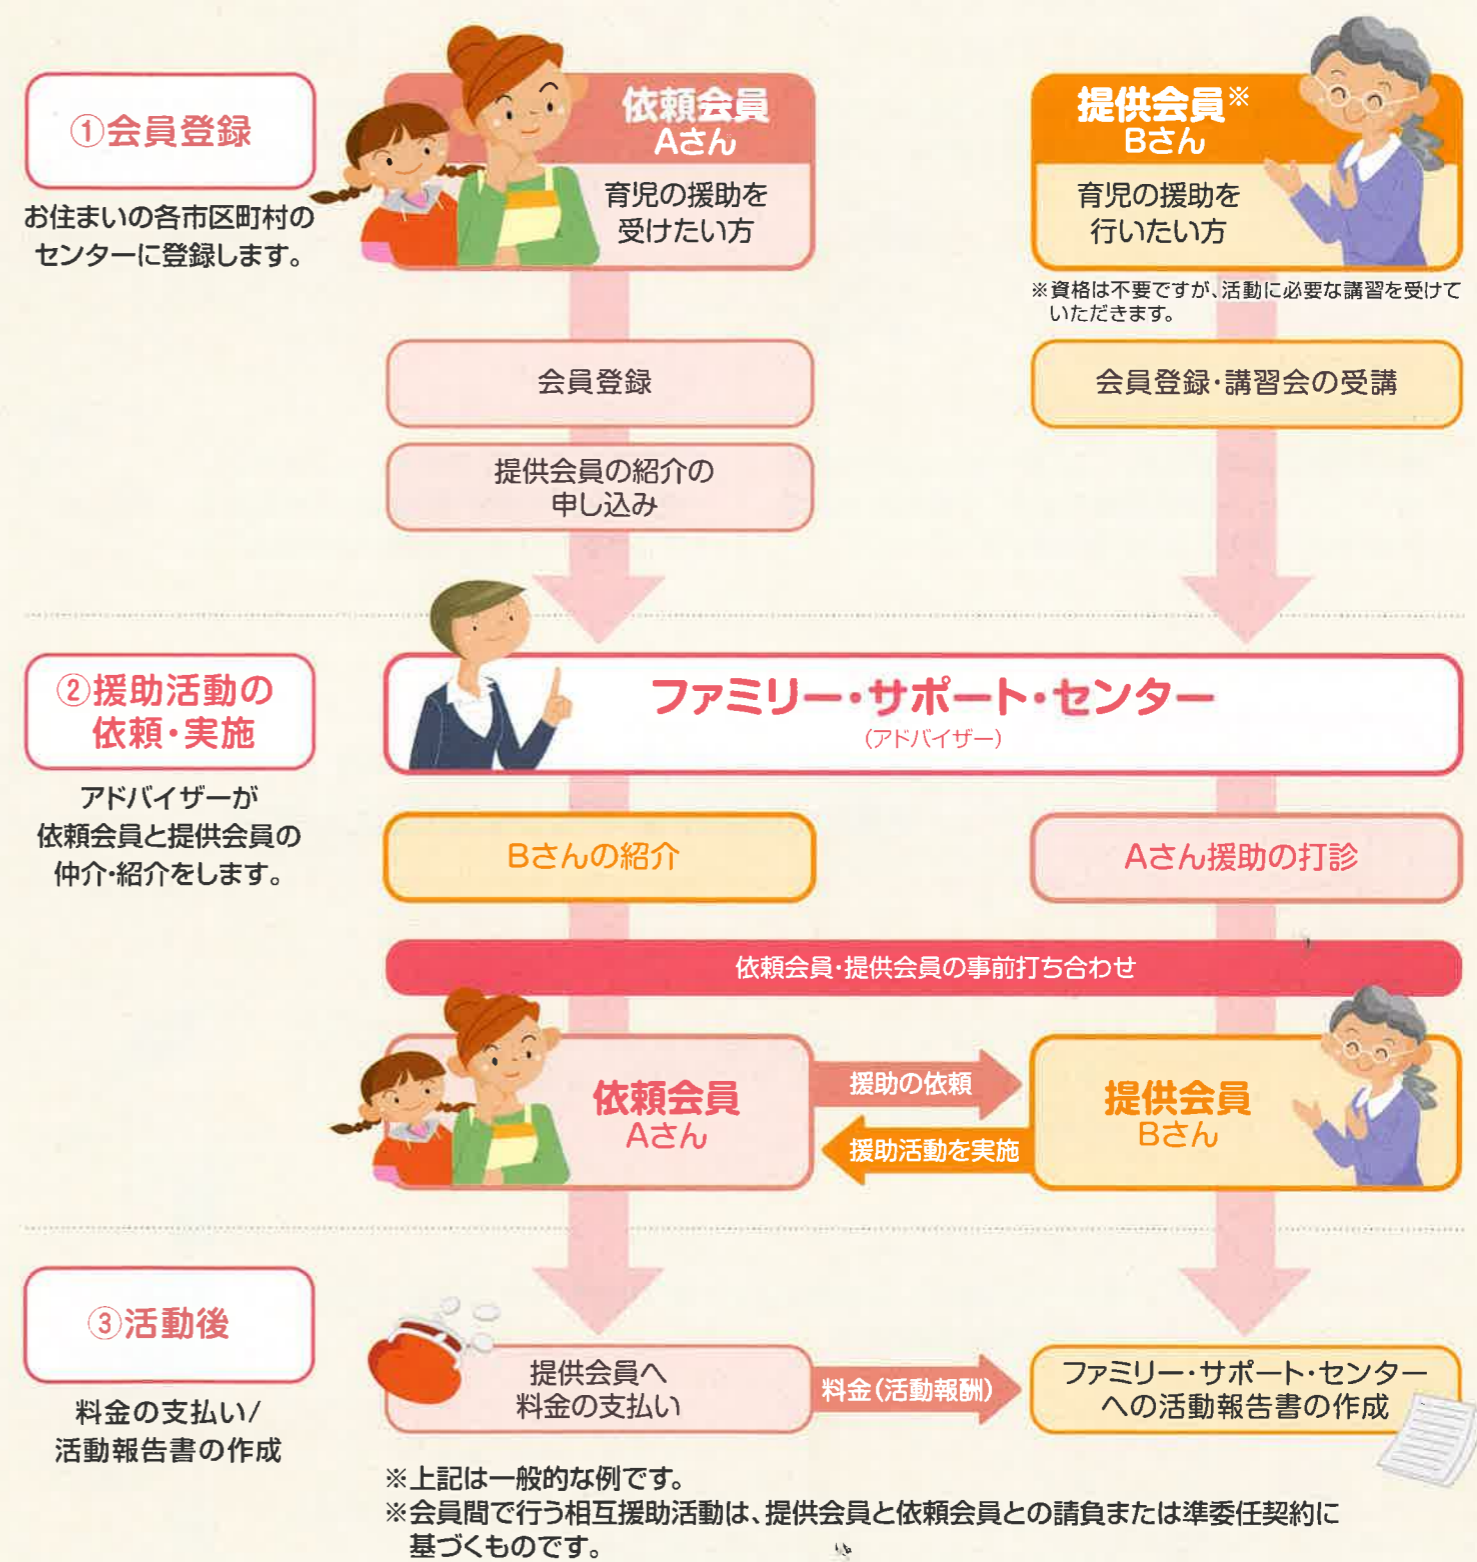 ①会員登録
お住まいの各市区町村の
センターに登録します。
依頼会員
Aさん
育児の援助を
受けたい方
提供会員※
Bさん
育児の援助を
行いたい方
※資格は不要ですが、活動に必要な講習を受けて
いただきます。
会員登録
会員登録・講習会の受講
提供会員の紹介の
申し込み
②援助活動の
依頼・実施
アドバイザーが
依頼会員と提供会員の
仲介・紹介をします。
ファミリー・サポート・センター
(アドバイザー)
Bさんの紹介
Aさん援助の打診
依頼会員・提供会員の事前打ち合わせ
依頼会員
Aさん
援助の依頼
援助活動を実施
提供会員
Bさん
③活動後
料金の支払い/
活動報告書の作成
提供会員へ
料金の支払い
料金(活動報酬)
ファミリー・サポート・センター
への活動報告書の作成
※上記は一般的な例です。
※会員間で行う相互援助活動は、提供会員と依頼会員との請負または準委任契約に
基づくものです。